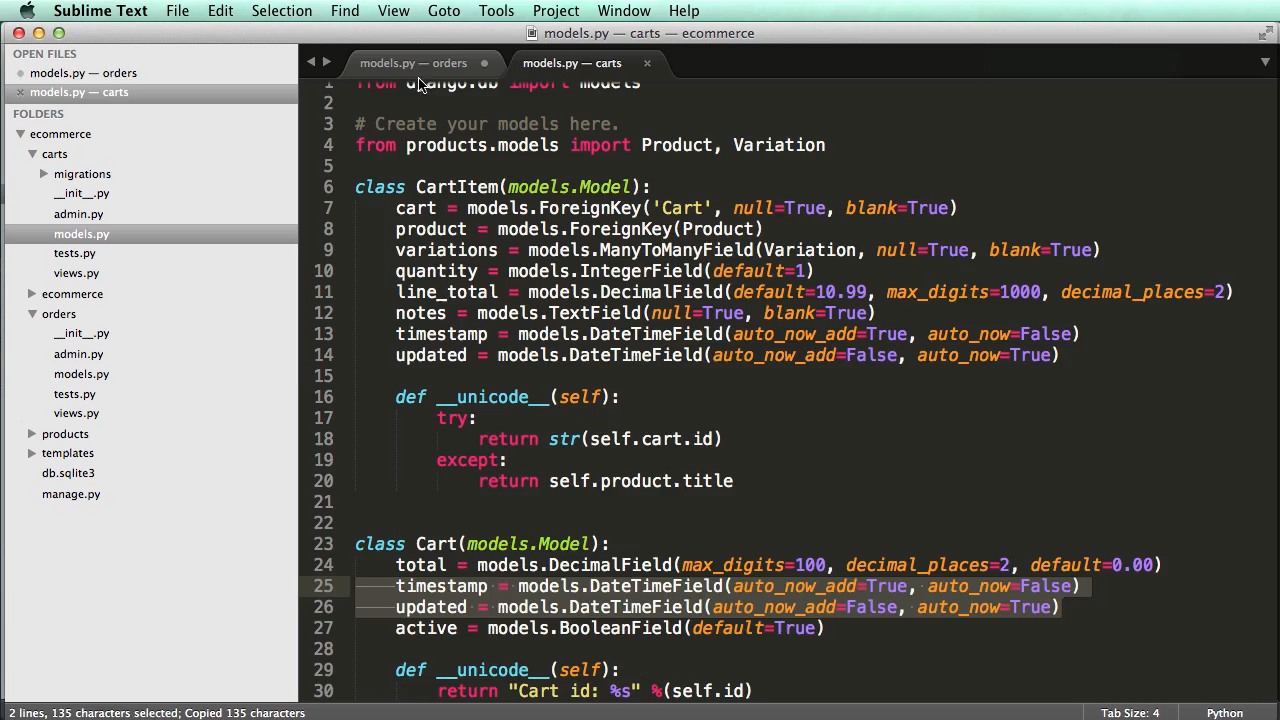 Sublime Text File Edit Selection Find View Goto Tools Project Window Help
models.py — carts — ecommerce
OPEN FILES
models.py — orders
models.py — carts
FOLDERS
ecommerce
carts
migrations
__init__.py
admin.py
models.py
tests.py
views.py
ecommerce
orders
__init__.py
admin.py
models.py
tests.py
views.py
products
templates
db.sqlite3
manage.py
models.py — orders
models.py — carts
1 from django.db import models
2
3 # Create your models here.
4 from products.models import Product, Variation
5
6 class CartItem(models.Model):
7 cart = models.ForeignKey('Cart', null=True, blank=True)
8 product = models.ForeignKey(Product)
9 variations = models.ManyToManyField(Variation, null=True, blank=True)
10 quantity = models.IntegerField(default=1)
11 line_total = models.DecimalField(default=10.99, max_digits=1000, decimal_places=2)
12 notes = models.TextField(null=True, blank=True)
13 timestamp = models.DateTimeField(auto_now_add=True, auto_now=False)
14 updated = models.DateTimeField(auto_now_add=False, auto_now=True)
15
16 def __unicode__(self):
17 try:
18 return str(self.cart.id)
19 except:
20 return self.product.title
21
22
23 class Cart(models.Model):
24 total = models.DecimalField(max_digits=100, decimal_places=2, default=0.00)
25 timestamp = models.DateTimeField(auto_now_add=True, auto_now=False)
26 updated = models.DateTimeField(auto_now_add=False, auto_now=True)
27 active = models.BooleanField(default=True)
28
29 def __unicode__(self):
30 return "Cart id: %s" %(self.id)
2 lines, 135 characters selected; Copied 135 characters
Tab Size: 4
Python